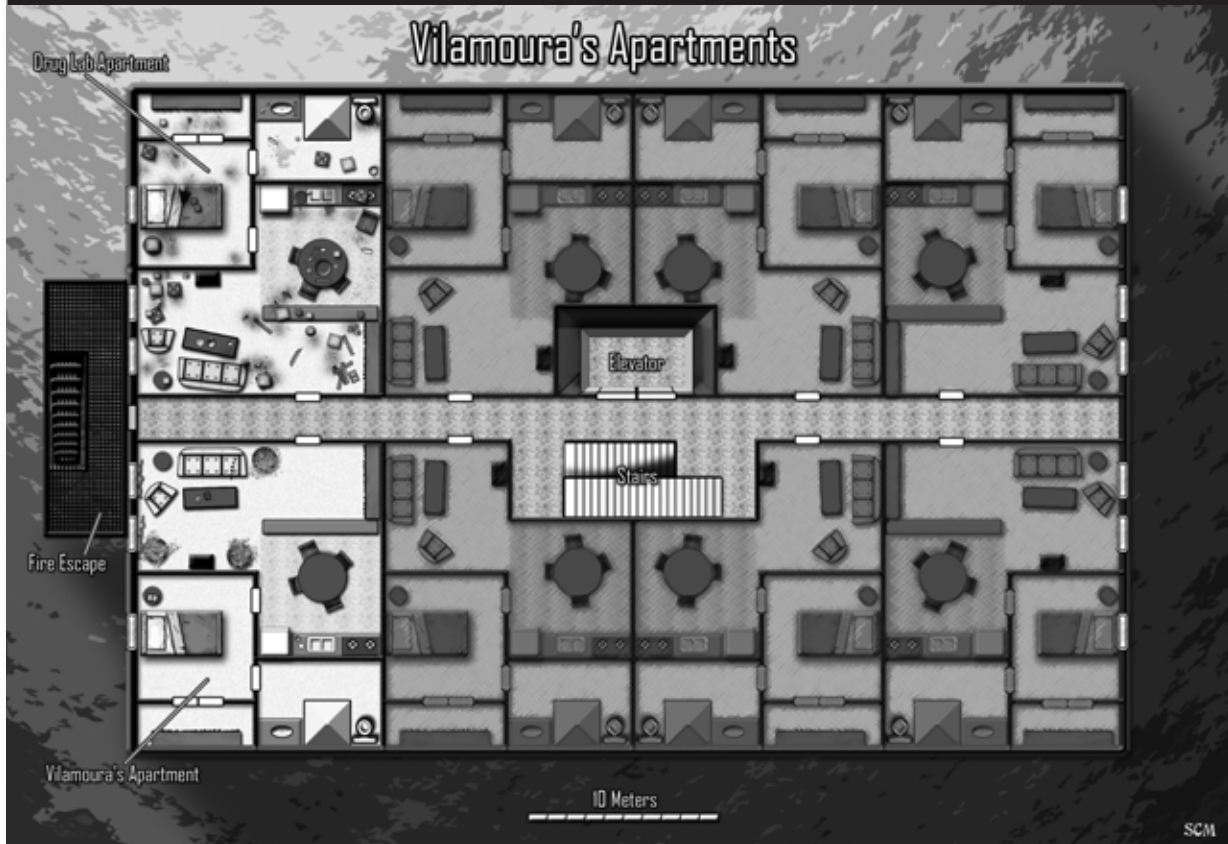 Vilamoura's Apartments
Drug Lab Apartment
Elevator
Stairs
Fire Escape
Vilamoura's Apartment
10 Meters
SCM